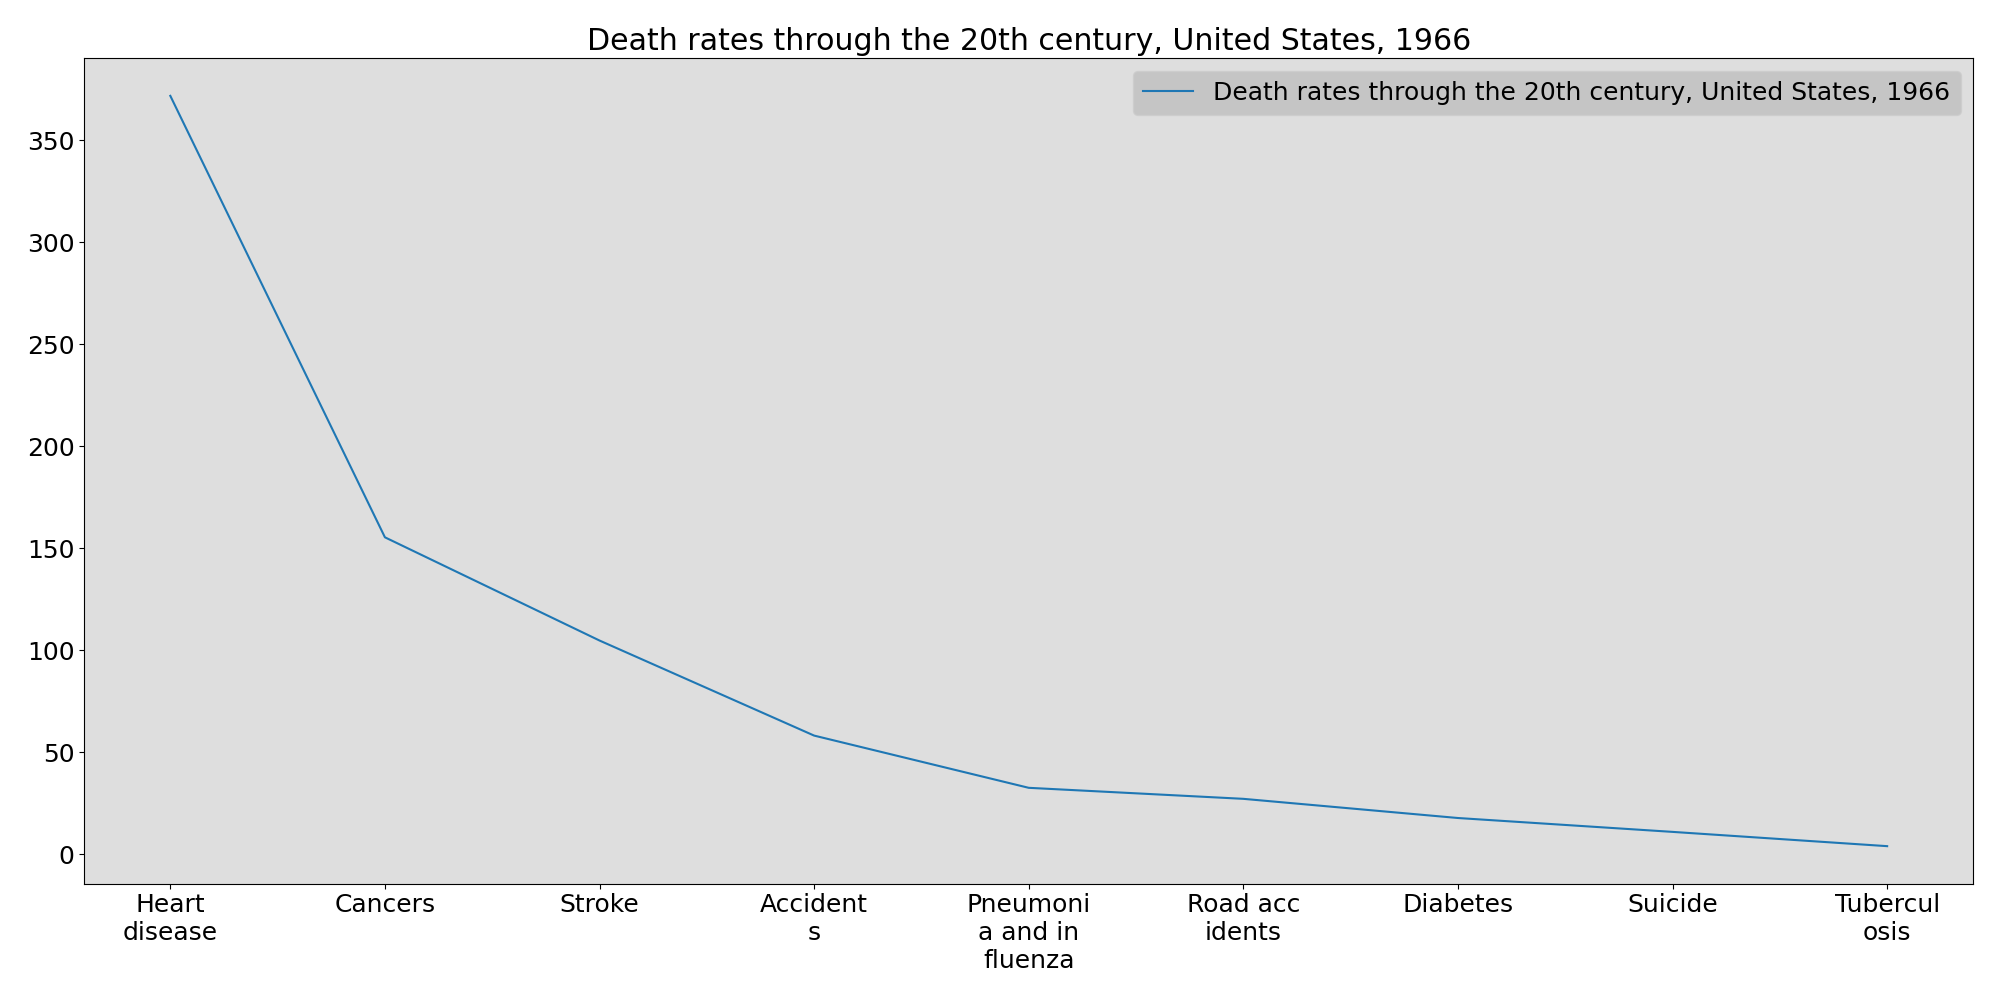 Death rates through the 20th century, United States, 1966
Death rates through the 20th century, United States, 1966
350
300
250
200
150
100
50
0
Heart
disease
Cancers
Stroke
Accident
s
Pneumoni
a and in
fluenza
Road acc
idents
Diabetes
Suicide
Tubercul
osis